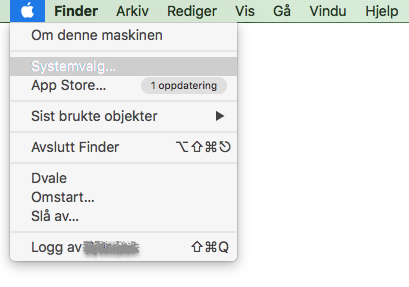 Finder Arkiv Rediger Vis Gå Vindu Hjelp
Om denne maskinen
Systemvalg...
App Store... 1 oppdatering
Sist brukte objekter ▶
Avslutt Finder ⌥⇧⌘⎋
Dvale
Omstart...
Slå av...
Logg av ⇧⌘Q